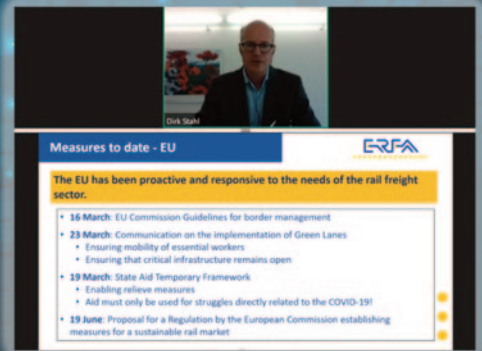 Dirk Stahl
Measures to date - EU
ERFA
The EU has been proactive and responsive to the needs of the rail freight
sector.
• 16 March: EU Commission Guidelines for border management
• 23 March: Communication on the implementation of Green Lanes
• Ensuring mobility of essential workers
• Ensuring that critical infrastructure remains open
• 19 March: State Aid Temporary Framework
• Enabling relieve measures
• Aid must only be used for struggles directly related to the COVID-19!
• 19 June: Proposal for a Regulation by the European Commission establishing
measures for a sustainable rail market